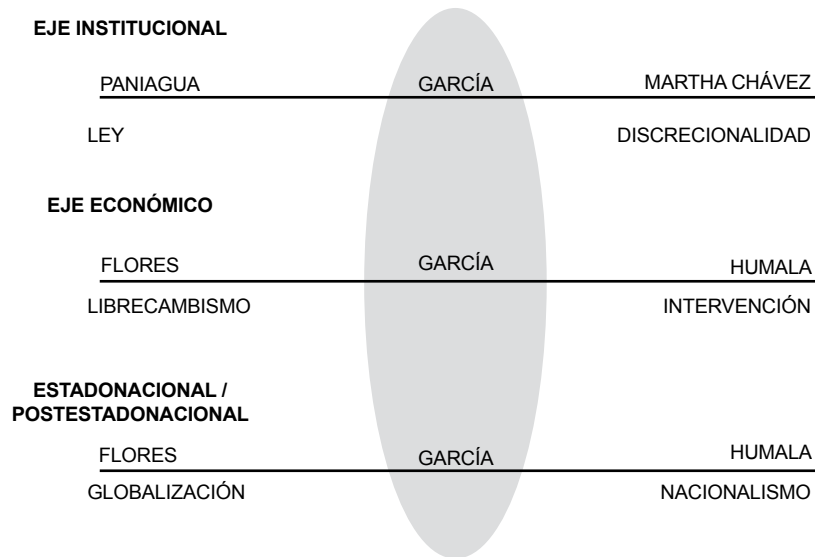 EJE INSTITUCIONAL
PANIAGUA GARCÍA MARTHA CHÁVEZ
LEY DISCRECIONALIDAD
EJE ECONÓMICO
FLORES GARCÍA HUMALA
LIBRECAMBISMO INTERVENCIÓN
ESTADONACIONAL /
POSTESTADONACIONAL
FLORES GARCÍA HUMALA
GLOBALIZACIÓN NACIONALISMO